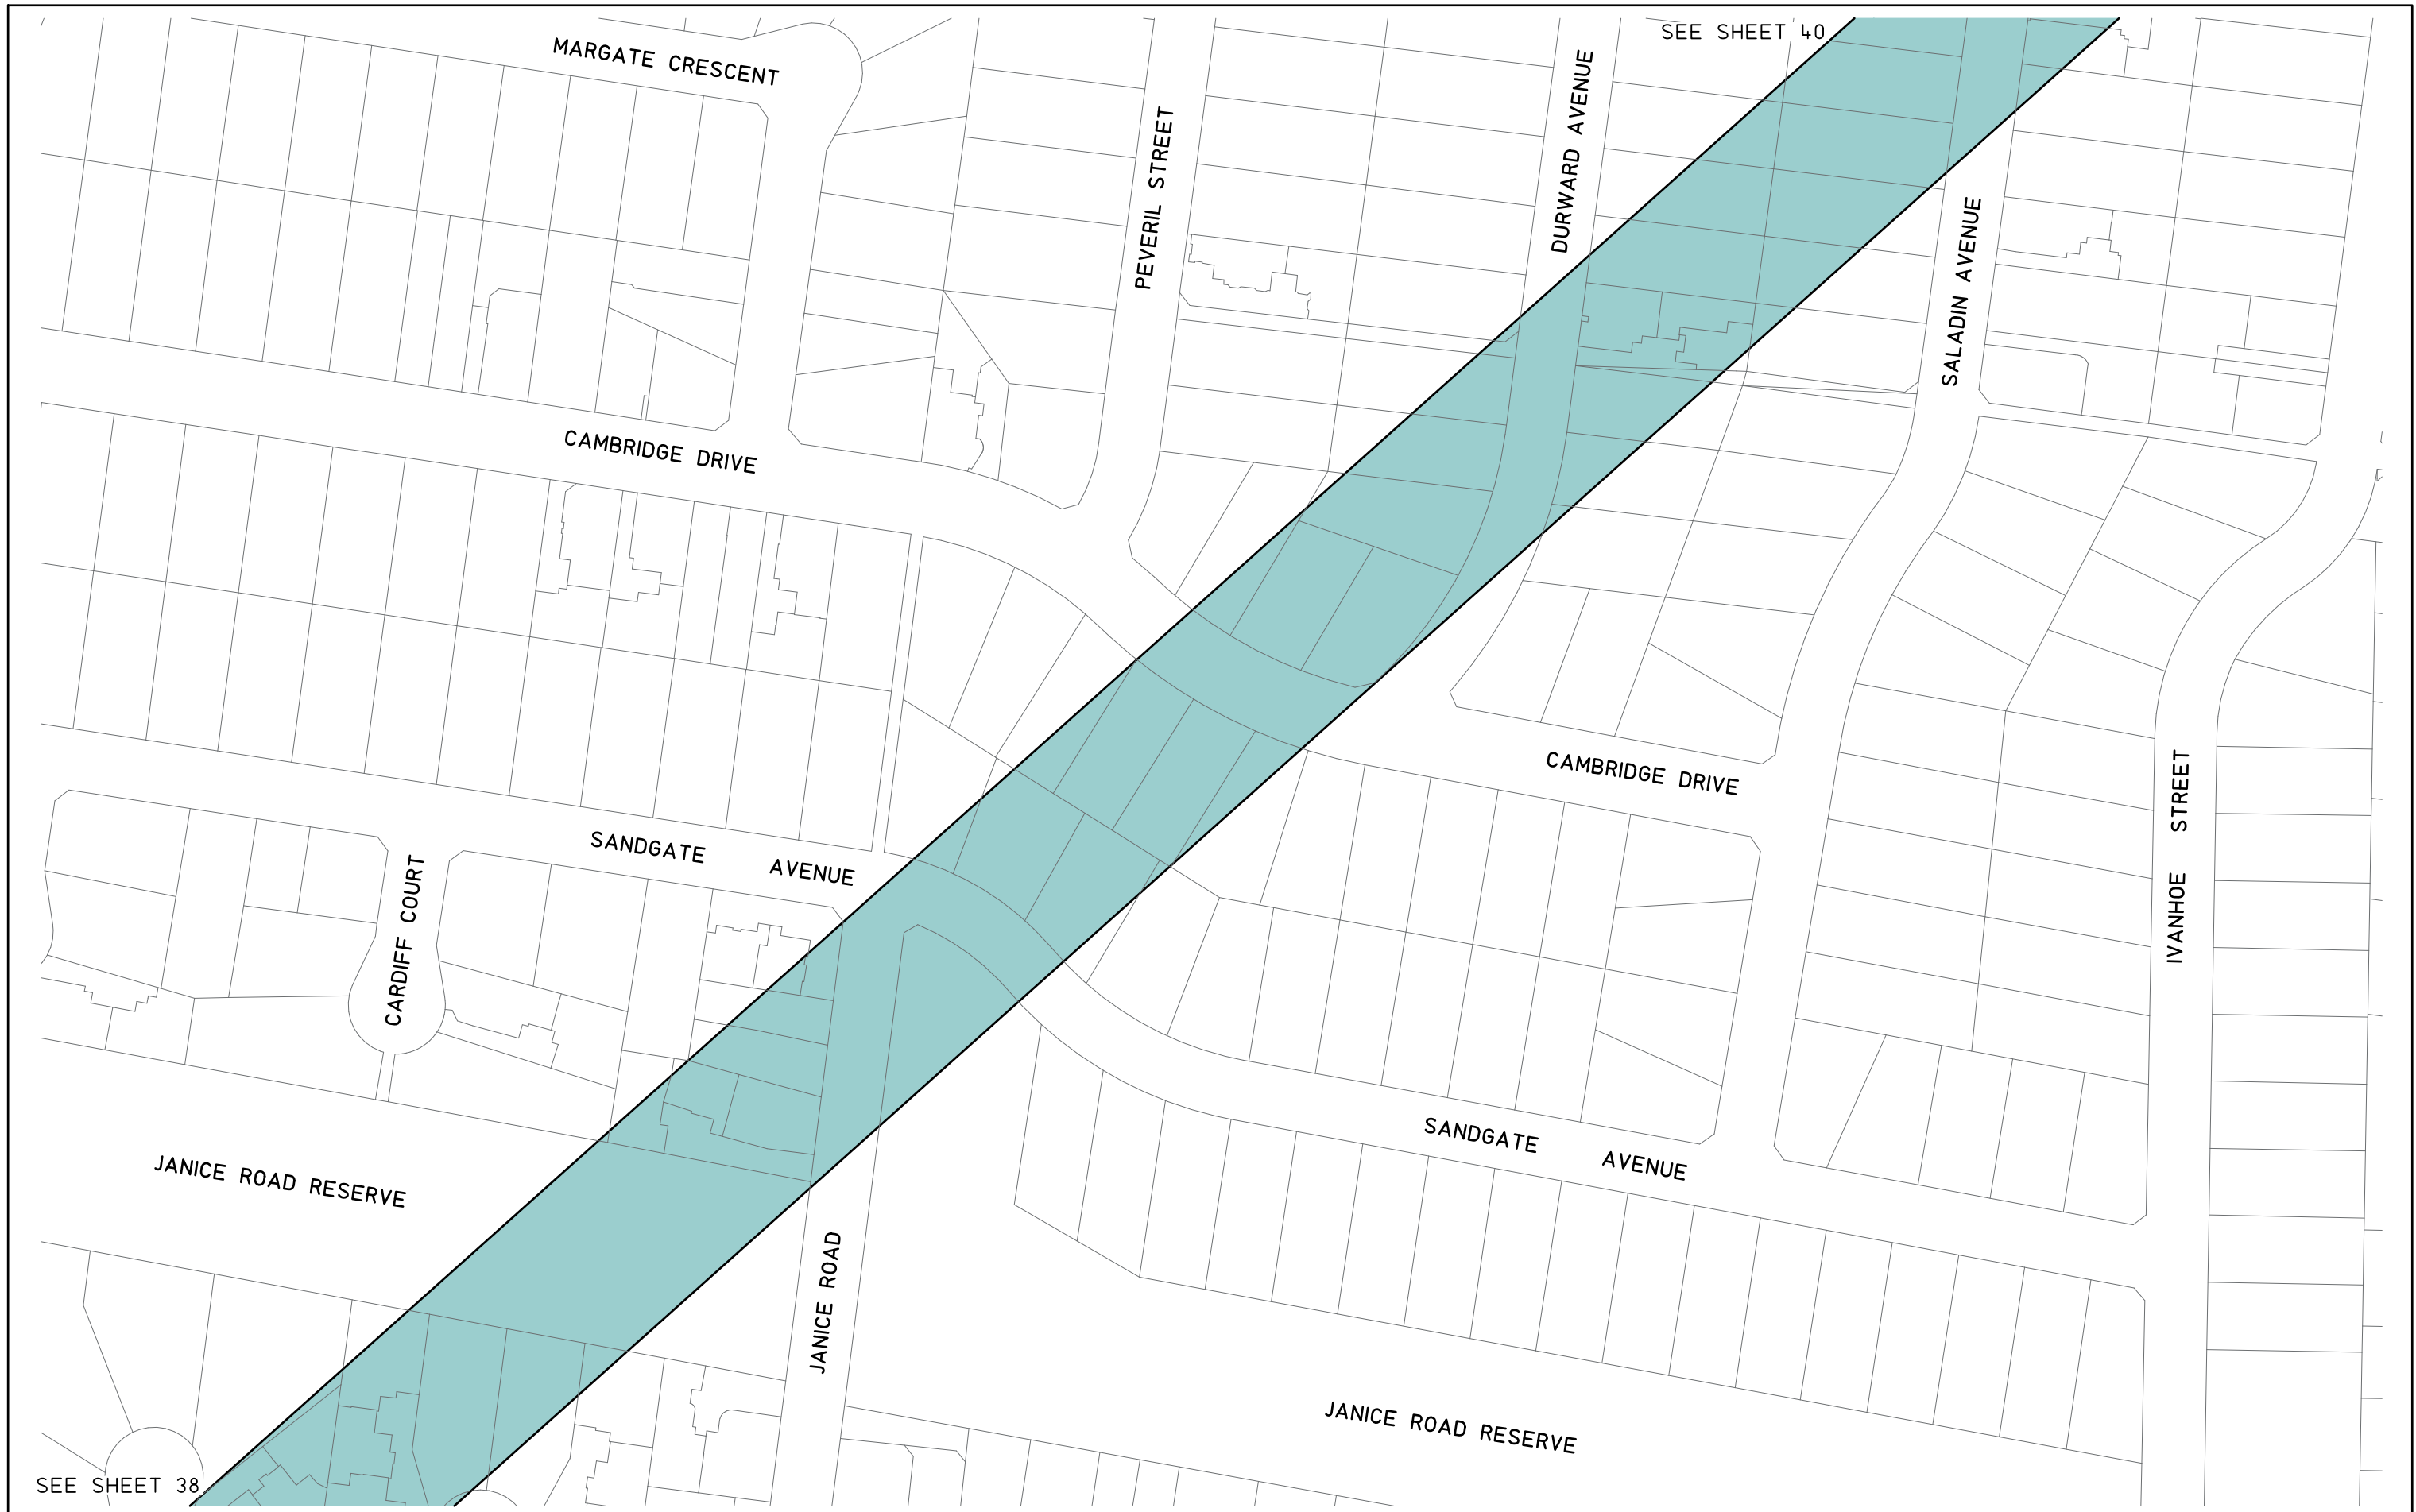 SEE SHEET 40
MARGATE CRESCENT
DURWARD AVENUE
PEVERIL STREET
SALADIN AVENUE
CAMBRIDGE DRIVE
CAMBRIDGE DRIVE
IVANHOE STREET
SANDGATE AVENUE
CARDIFF COURT
SANDGATE AVENUE
JANICE ROAD RESERVE
JANICE ROAD
JANICE ROAD RESERVE
SEE SHEET 38